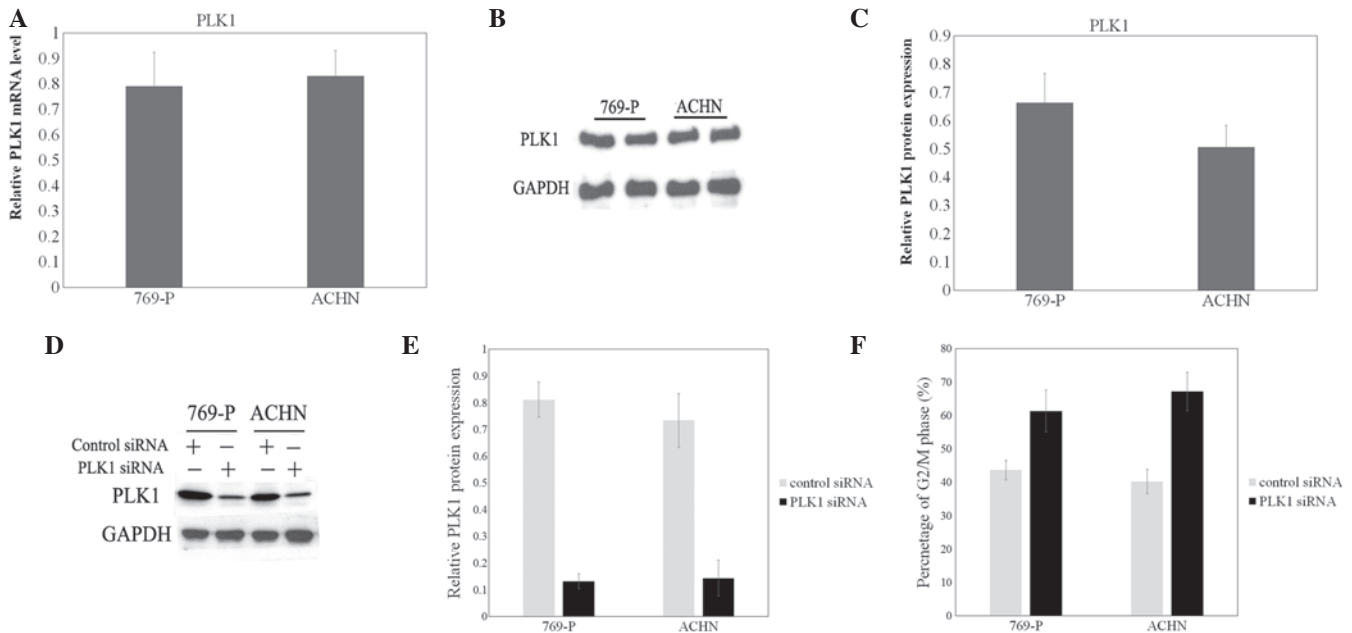 A
PLK1
Relative PLK1 mRNA level
1
0.9
0.8
0.7
0.6
0.5
0.4
0.3
0.2
0.1
0
769-P
ACHN
B
769-P
ACHN
PLK1
GAPDH
C
PLK1
Relative PLK1 protein expression
0.9
0.8
0.7
0.6
0.5
0.4
0.3
0.2
0.1
0
769-P
ACHN
D
769-P ACHN
Control siRNA + − + −
PLK1 siRNA − + − +
PLK1
GAPDH
E
Relative PLK1 protein expression
1
0.9
0.8
0.7
0.6
0.5
0.4
0.3
0.2
0.1
0
769-P
ACHN
control siRNA
PLK1 siRNA
F
Percnetage of G2/M phase (%)
80
70
60
50
40
30
20
10
0
769-P
ACHN
control siRNA
PLK1 siRNA